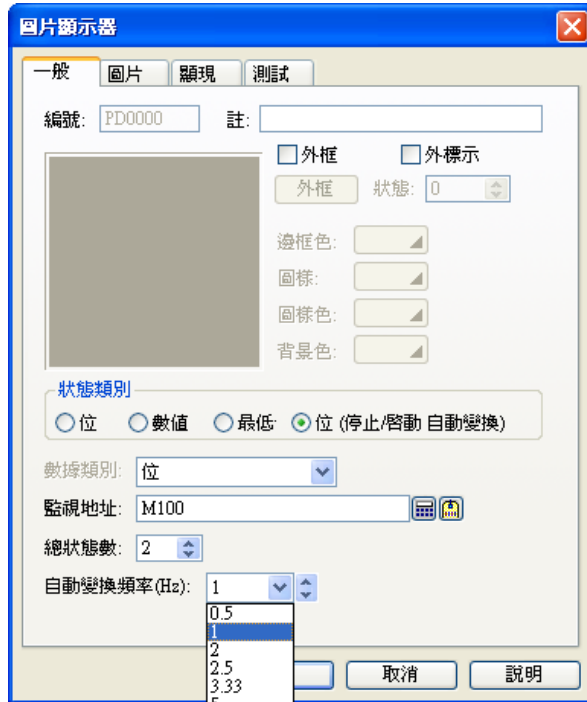 圖片顯示器
一般 圖片 顯現 測試
編號: PD0000 註:
外框 外標示
外框 狀態: 0
邊框色:
圖樣:
圖樣色:
背景色:
狀態類別
位 數值 最低 位 (停止/啓動 自動變換)
數據類別: 位
監視地址: M100
總狀態數: 2
自動變換頻率(Hz): 1
0.5
1
2
2.5
3.33
取消 説明